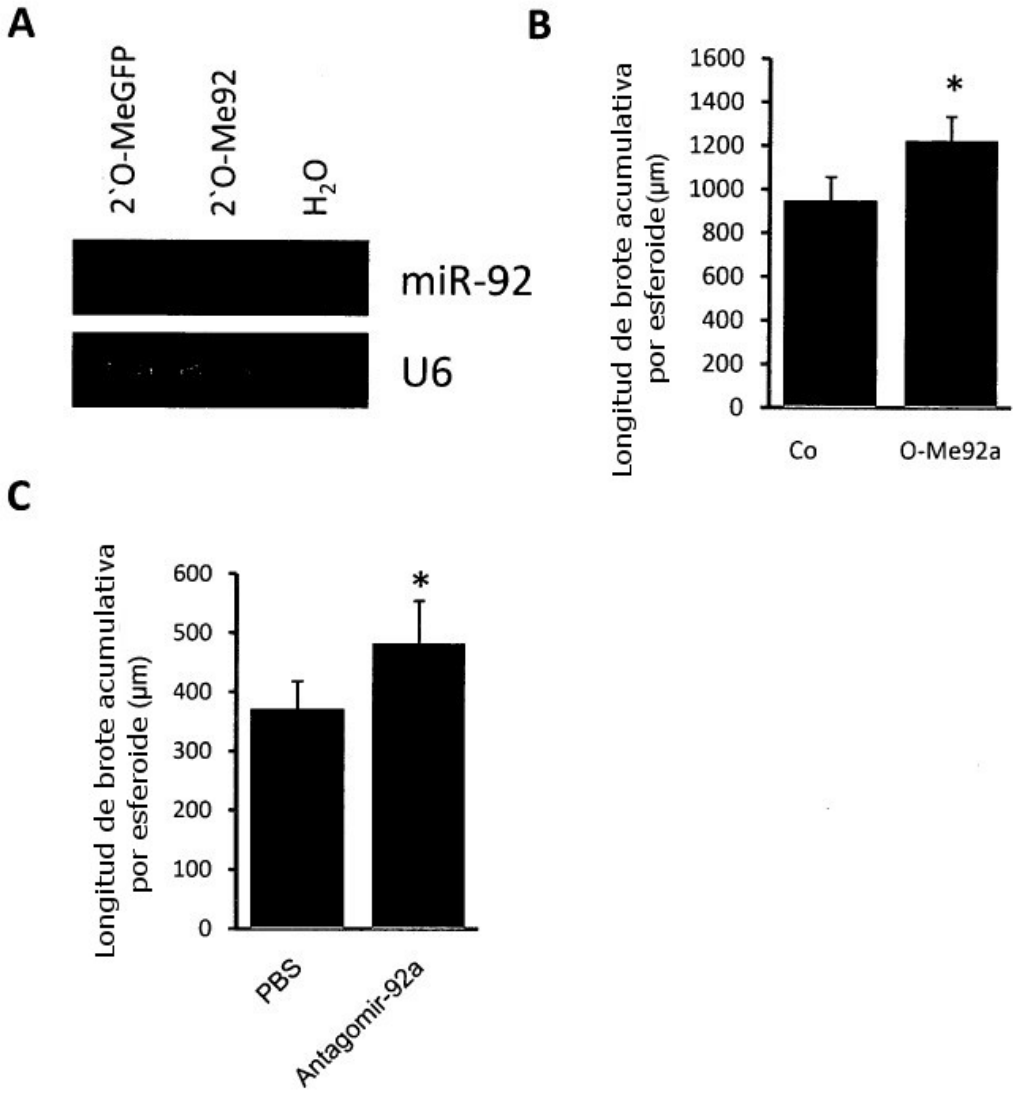 A
2`O-MeGFP
2`O-Me92
H₂O
miR-92
U6
B
Longitud de brote acumulativa
por esferoide (µm)
1600
1400
1200
1000
800
600
400
200
0
*
Co
O-Me92a
C
Longitud de brote acumulativa
por esferoide (µm)
600
500
400
300
200
100
0
*
PBS
Antagomir-92a